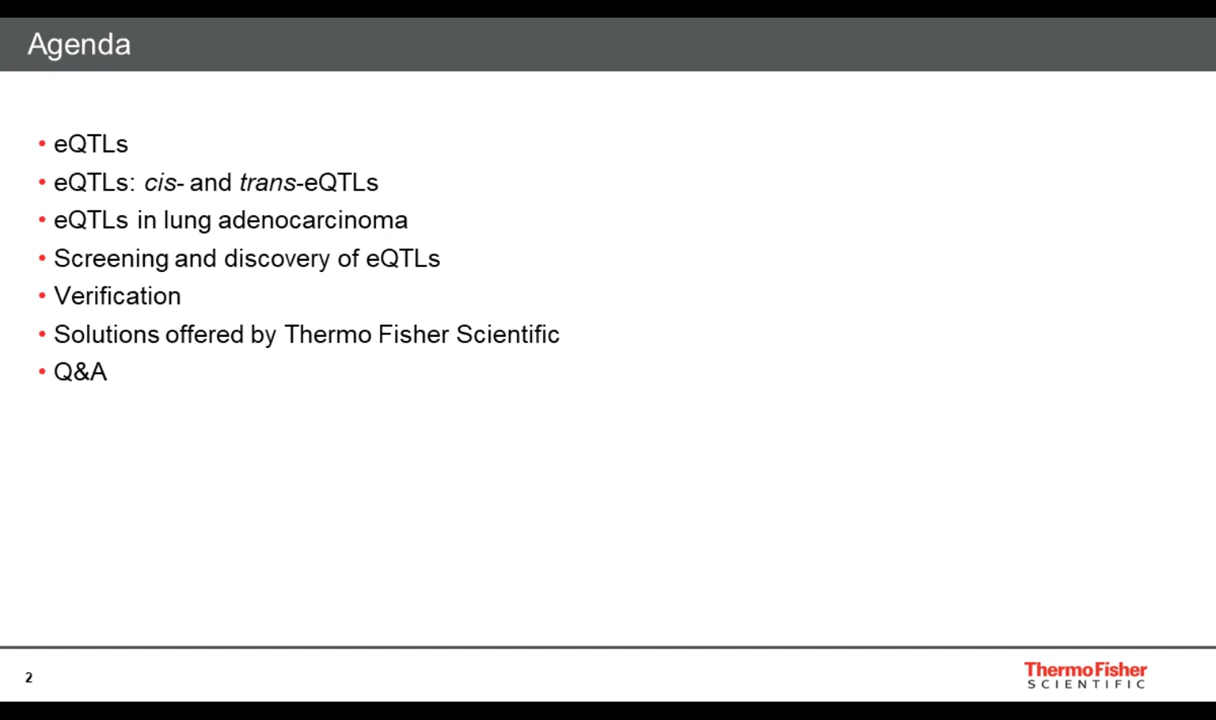 Agenda
• eQTLs
• eQTLs: cis- and trans-eQTLs
• eQTLs in lung adenocarcinoma
• Screening and discovery of eQTLs
• Verification
• Solutions offered by Thermo Fisher Scientific
• Q&A
2
ThermoFisher
SCIENTIFIC